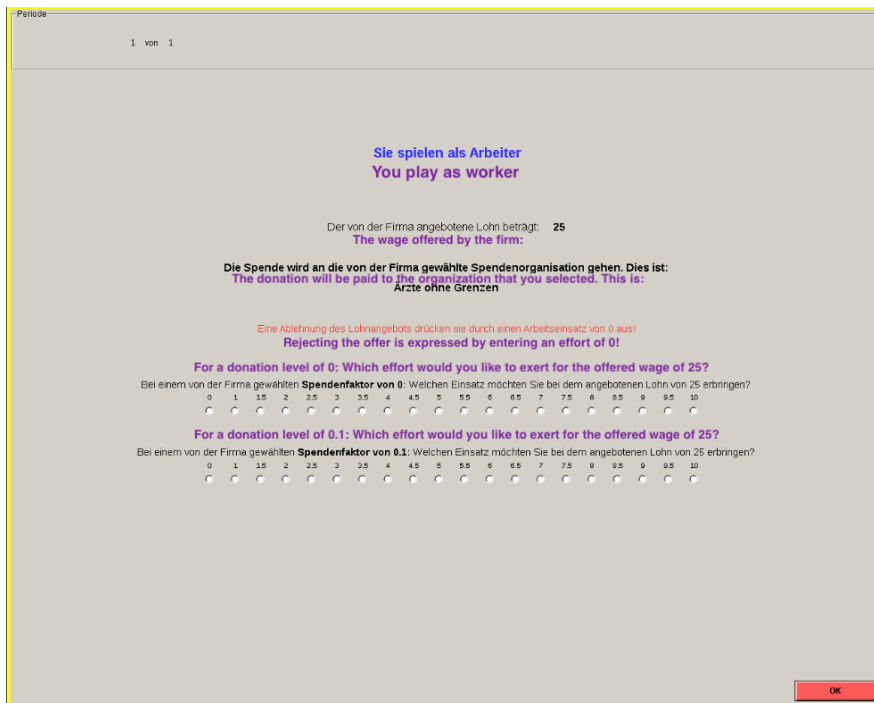 Periode
1 von 1
Sie spielen als Arbeiter
You play as worker
Der von der Firma angebotene Lohn beträgt: 25
The wage offered by the firm:
Die Spende wird an die von der Firma gewählte Spendenorganisation gehen. Dies ist:
The donation will be paid to the organization that you selected. This is:
Ärzte ohne Grenzen
Eine Ablehnung des Lohnangebots drücken sie durch einen Arbeitseinsatz von 0 aus!
Rejecting the offer is expressed by entering an effort of 0!
For a donation level of 0: Which effort would you like to exert for the offered wage of 25?
Bei einem von der Firma gewählten Spendenfaktor von 0: Welchen Einsatz möchten Sie bei dem angebotenen Lohn von 25 erbringen?
0 1 1.5 2 2.5 3 3.5 4 4.5 5 5.5 6 6.5 7 7.5 8 8.5 9 9.5 10
For a donation level of 0.1: Which effort would you like to exert for the offered wage of 25?
Bei einem von der Firma gewählten Spendenfaktor von 0.1: Welchen Einsatz möchten Sie bei dem angebotenen Lohn von 25 erbringen?
0 1 1.5 2 2.5 3 3.5 4 4.5 5 5.5 6 6.5 7 7.5 8 8.5 9 9.5 10
OK